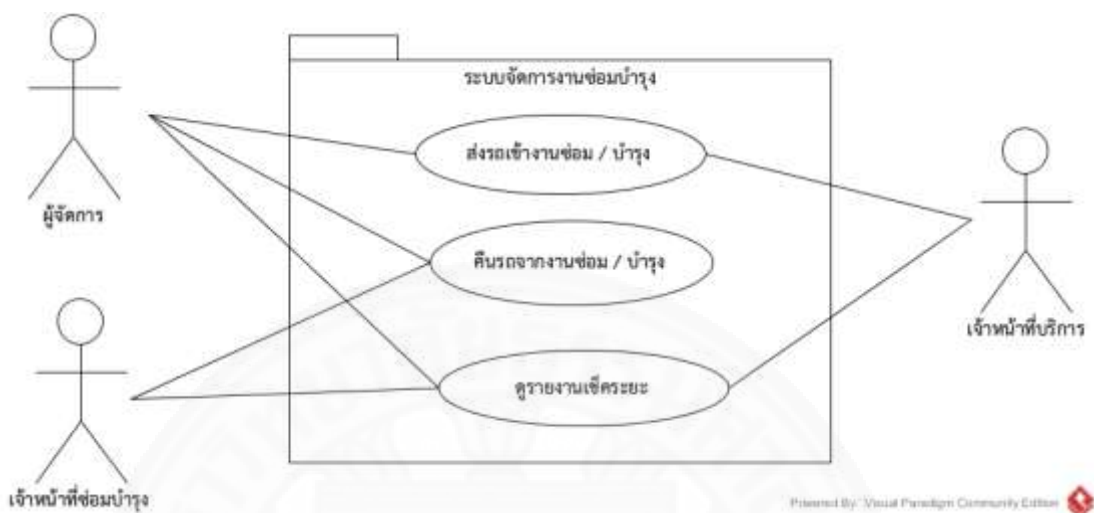 ระบบจัดการงานซ่อมบำรุง
ส่งรถเข้างานซ่อม / บำรุง
ผู้จัดการ
คืนรถจากงานซ่อม / บำรุง
เจ้าหน้าที่บริการ
ดูรายงานเช็คระยะ
เจ้าหน้าที่ซ่อมบำรุง
Powered By: Visual Paradigm Community Edition